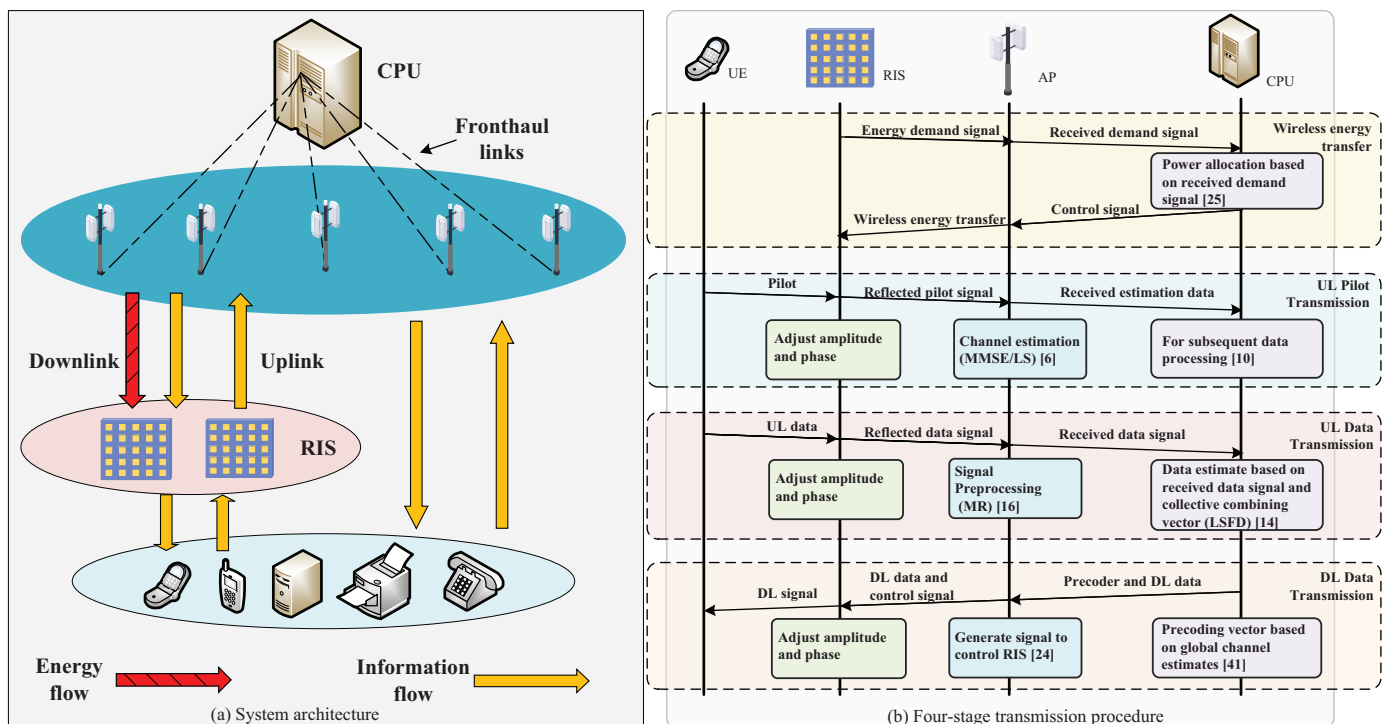 CPU
Fronthaul
links
Downlink
Uplink
RIS
Energy
flow
Information
flow
(a) System architecture
UE
RIS
AP
CPU
Energy demand signal
Received demand signal
Wireless energy
transfer
Power allocation based
on received demand
signal [25]
Wireless energy transfer
Control signal
Pilot
Reflected pilot signal
Received estimation data
UL Pilot
Transmission
Adjust amplitude
and phase
Channel estimation
(MMSE/LS) [6]
For subsequent data
processing [10]
UL data
Reflected data signal
Received data signal
UL Data
Transmission
Adjust amplitude
and phase
Signal
Preprocessing
(MR) [16]
Data estimate based on
received data signal and
collective combining
vector (LSFD) [14]
DL signal
DL data and
control signal
Precoder and DL data
DL Data
Transmission
Adjust amplitude
and phase
Generate signal to
control RIS [24]
Precoding vector based
on global channel
estimates [41]
(b) Four-stage transmission procedure